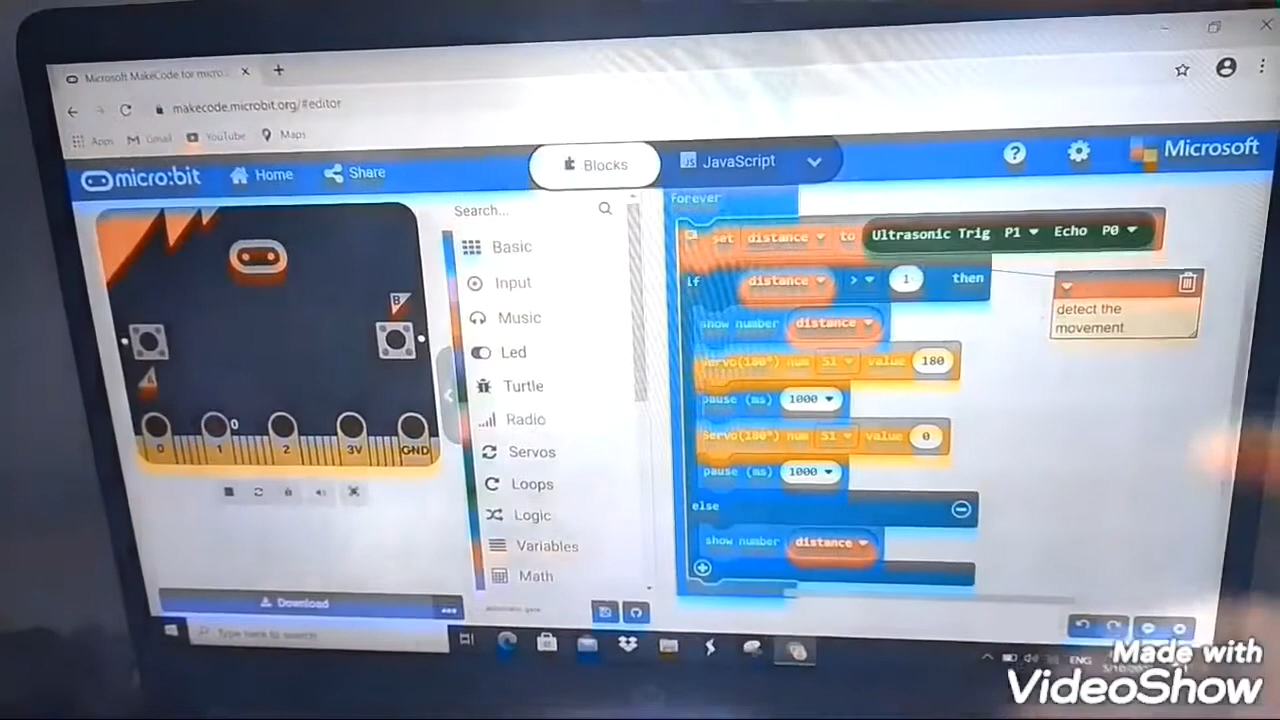 Microsoft MakeCode for micro...
makecode.microbit.org/#editor
Apps Gmail YouTube Maps
micro:bit Home Share Blocks JavaScript Microsoft
Search...
Basic
Input
Music
Led
Turtle
Radio
Servos
Loops
Logic
Variables
Math
B
A
0
0 1 2 3V GND
Download
forever
set distance to Ultrasonic Trig P1 Echo P0
if distance > 1 then
show number distance
Servo(180°) num S1 value 180
pause (ms) 1000
Servo(180°) num S1 value 0
pause (ms) 1000
else
show number distance
detect the
movement
automatic gate
Type here to search
ENG
Made with
VideoShow